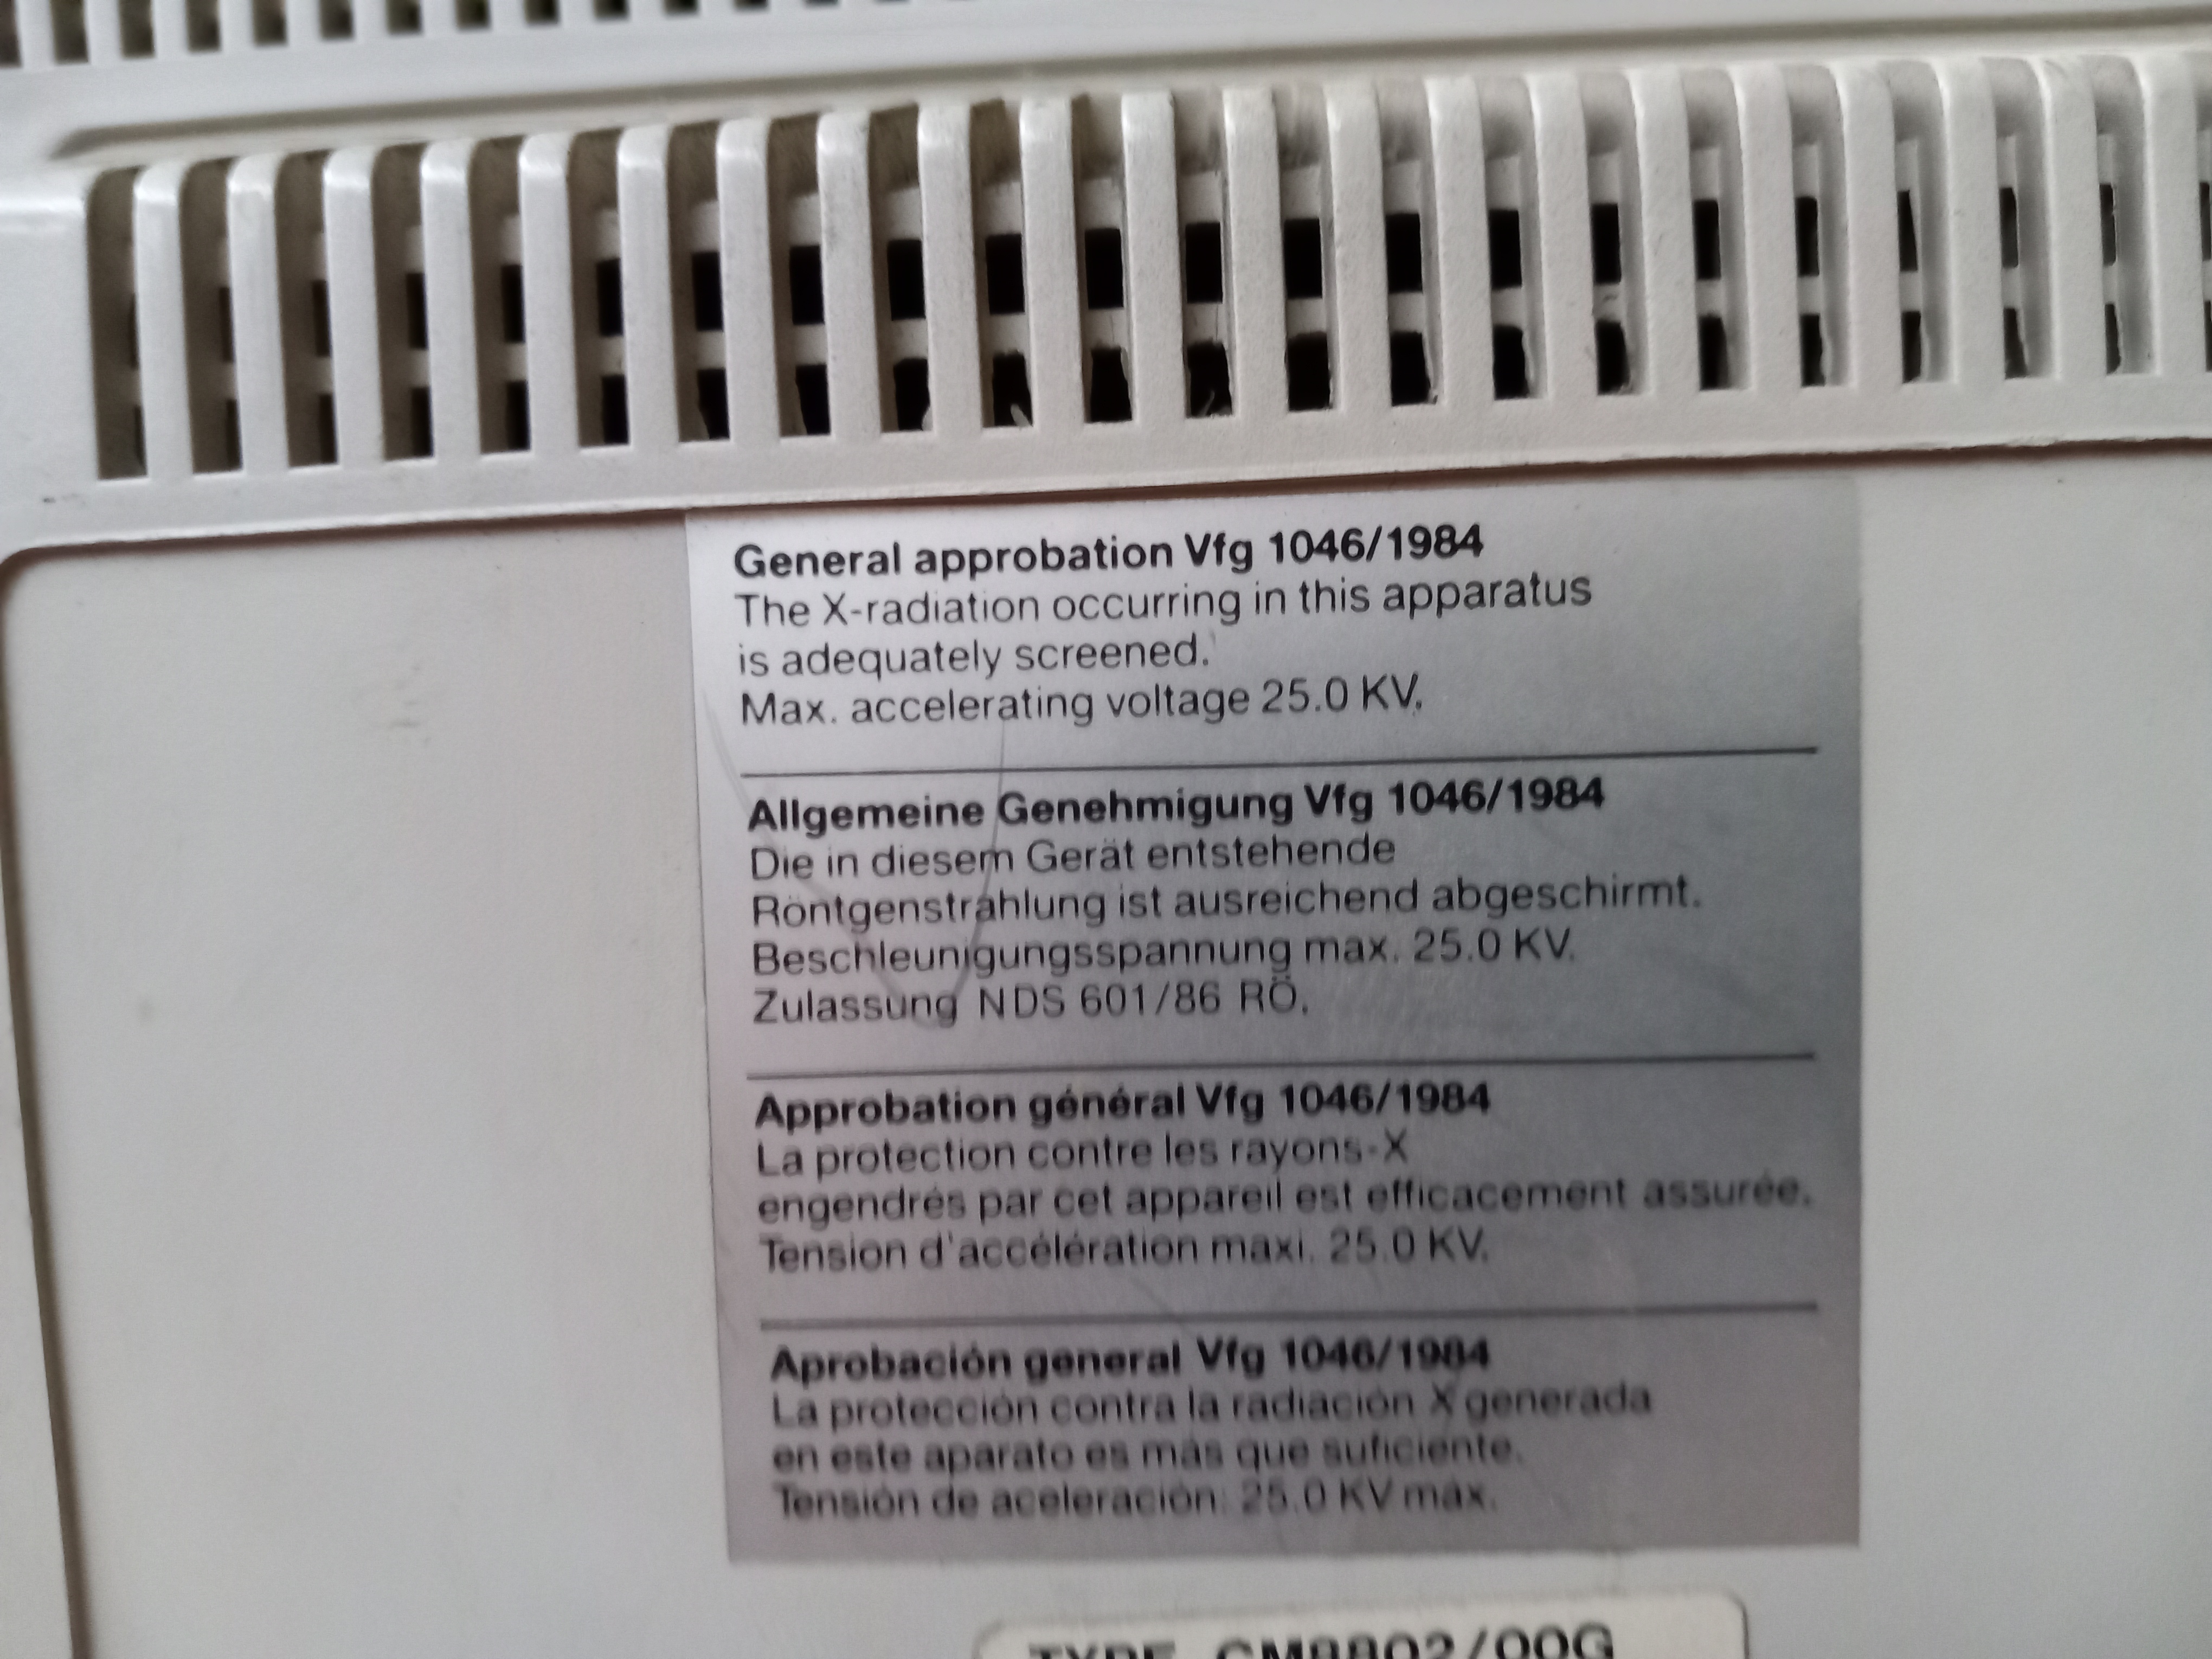 General approbation Vfg 1046/1984
The X-radiation occurring in this apparatus
is adequately screened.
Max. accelerating voltage 25.0 KV.
Allgemeine Genehmigung Vfg 1046/1984
Die in diesem Gerät entstehende
Röntgenstrahlung ist ausreichend abgeschirmt.
Beschleunigungsspannung max. 25.0 KV.
Zulassung NDS 601/86 RÖ.
Approbation général Vfg 1046/1984
La protection contre les rayons-X
engendrés par cet appareil est efficacement assurée.
Tension d'accélération maxi. 25.0 KV.
Aprobación general Vfg 1046/1984
La protección contra la radiación X generada
en este aparato es más que suficiente.
Tensión de aceleración: 25.0 KV máx.
TYPE CM8802/00G